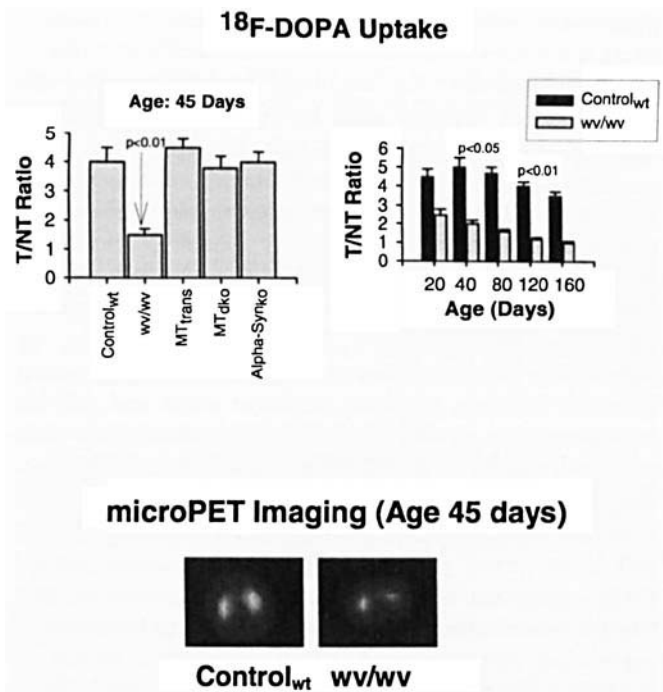 18F-DOPA Uptake
Age: 45 Days
T/NT Ratio
5
4
3
2
1
0
p<0.01
Controlwt
wv/wv
MTtrans
MTdko
Alpha-Synko
Controlwt
wv/wv
T/NT Ratio
6
5
4
3
2
1
0
p<0.05
p<0.01
20 40 80 120 160
Age (Days)
microPET Imaging (Age 45 days)
Controlwt wv/wv